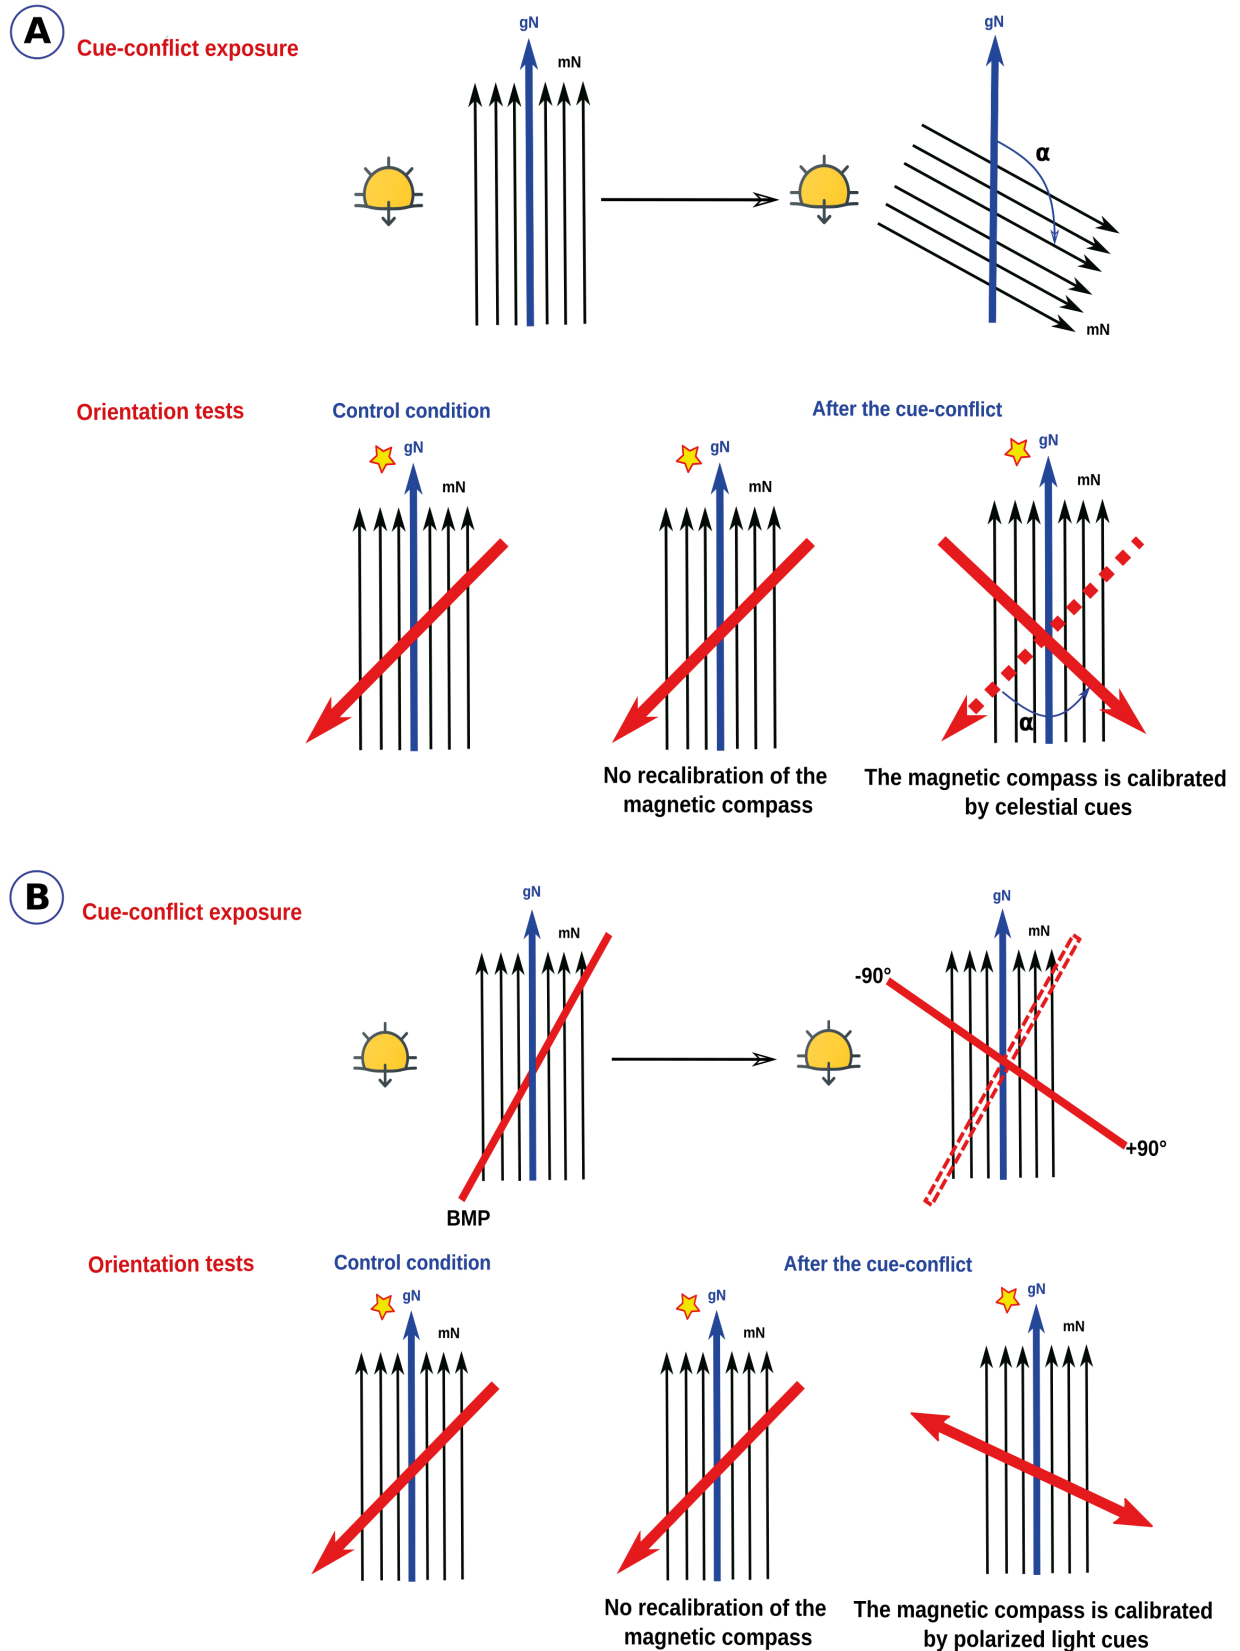 A
Cue-conflict exposure
gN
mN
gN
α
mN
Orientation tests
Control condition
After the cue-conflict
gN
mN
gN
mN
gN
mN
α
No recalibration of the
magnetic compass
The magnetic compass is calibrated
by celestial cues
B
Cue-conflict exposure
gN
mN
BMP
gN
mN
-90°
+90°
Orientation tests
Control condition
After the cue-conflict
gN
mN
gN
mN
gN
mN
No recalibration of the
magnetic compass
The magnetic compass is calibrated
by polarized light cues